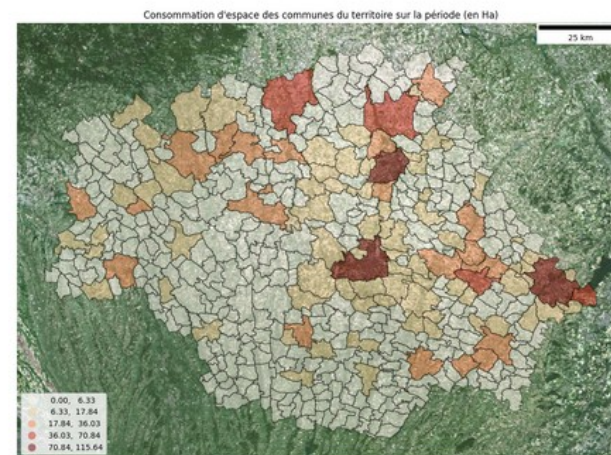 Consommation d'espace des communes du territoire sur la période (en Ha)
25 km
0.00, 6.33
6.33, 17.84
17.84, 36.03
36.03, 70.84
70.84, 115.64